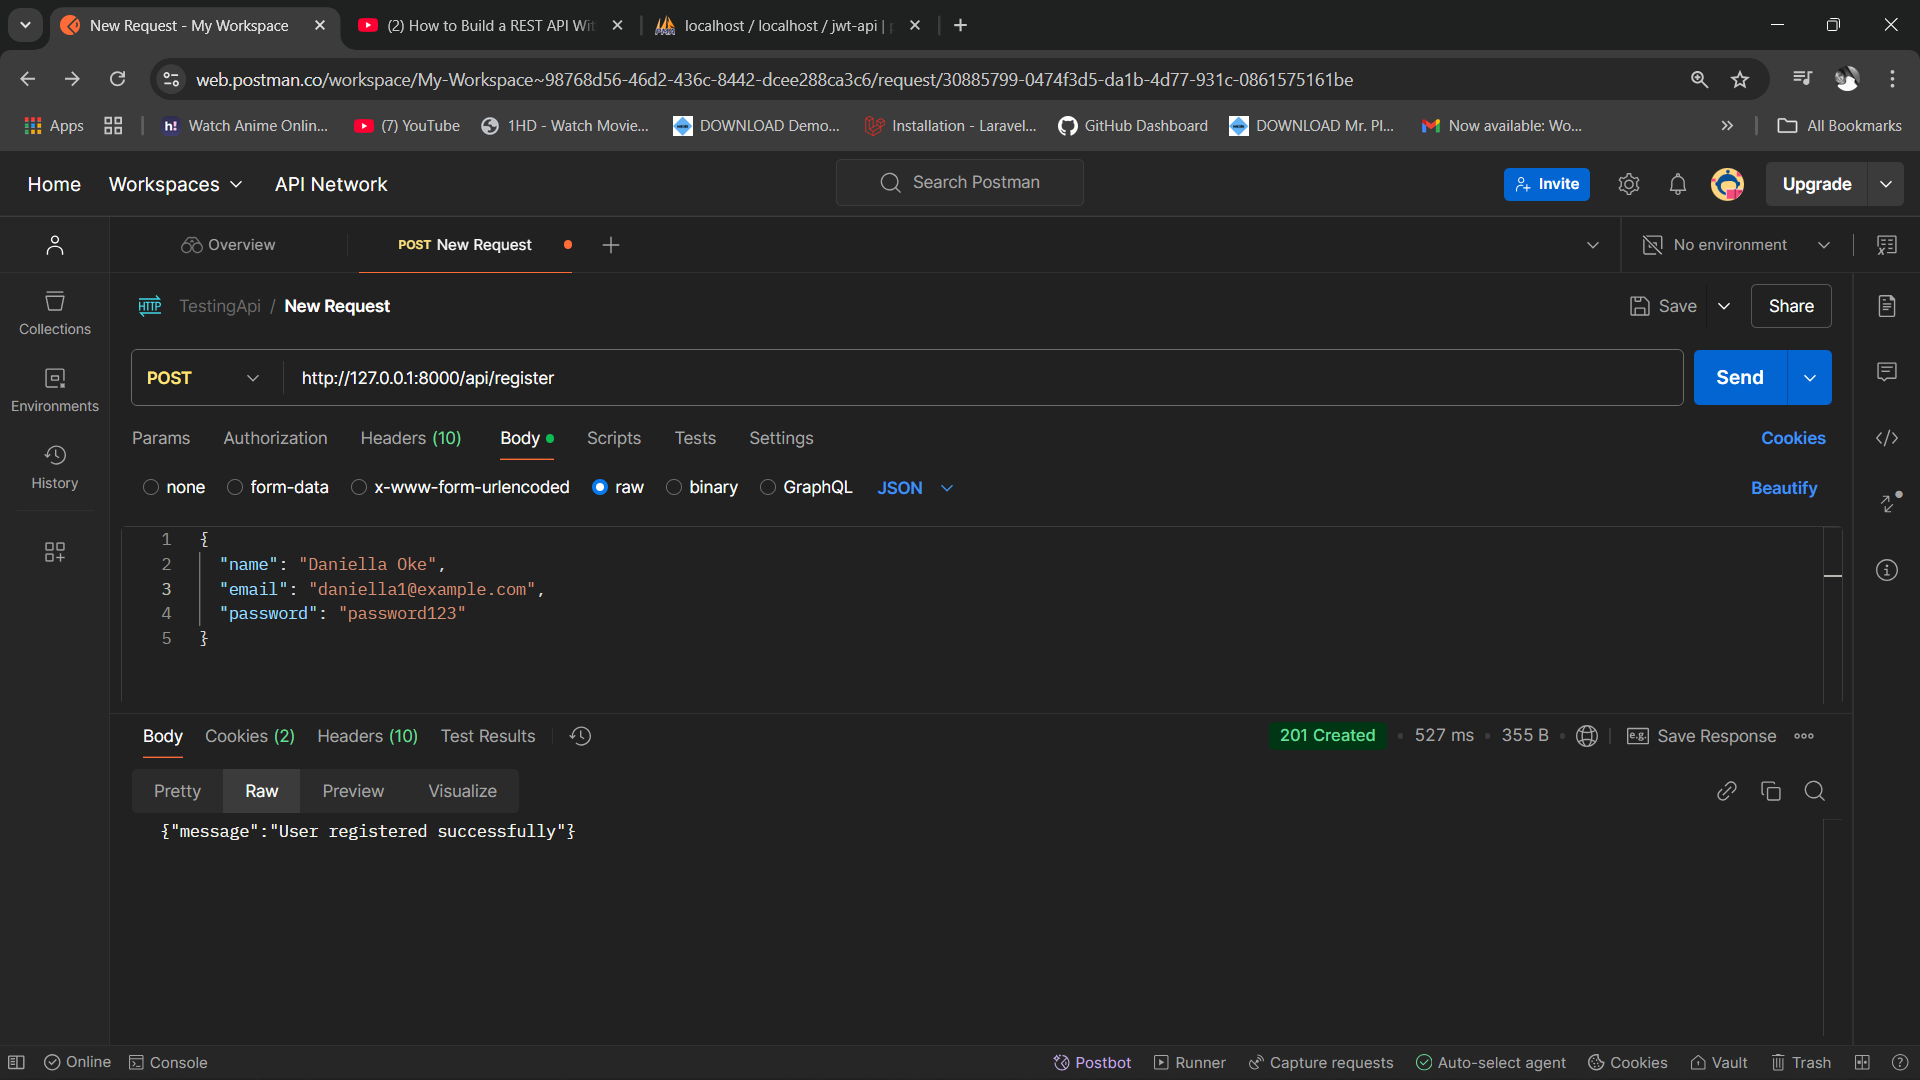 New Request - My Workspace
(2) How to Build a REST API Wit
localhost / localhost / jwt-api |
web.postman.co/workspace/My-Workspace~98768d56-46d2-436c-8442-dcee288ca3c6/request/30885799-0474f3d5-da1b-4d77-931c-0861575161be
Apps
h! Watch Anime Onlin...
(7) YouTube
1HD - Watch Movie...
DOWNLOAD Demo...
Installation - Laravel...
GitHub Dashboard
DOWNLOAD Mr. Pl...
Now available: Wo...
All Bookmarks
Home Workspaces API Network
Search Postman
Invite
Upgrade
Overview
POST New Request
No environment
HTTP TestingApi / New Request
Save
Share
Collections
Environments
History
POST http://127.0.0.1:8000/api/register
Send
Params Authorization Headers (10) Body Scripts Tests Settings
Cookies
none form-data x-www-form-urlencoded raw binary GraphQL JSON
Beautify
1 {
2 "name": "Daniella Oke",
3 "email": "daniella1@example.com",
4 "password": "password123"
5 }
Body Cookies (2) Headers (10) Test Results
201 Created 527 ms 355 B
e.g. Save Response
Pretty Raw Preview Visualize
{"message":"User registered successfully"}
Online Console
Postbot Runner Capture requests Auto-select agent Cookies Vault Trash